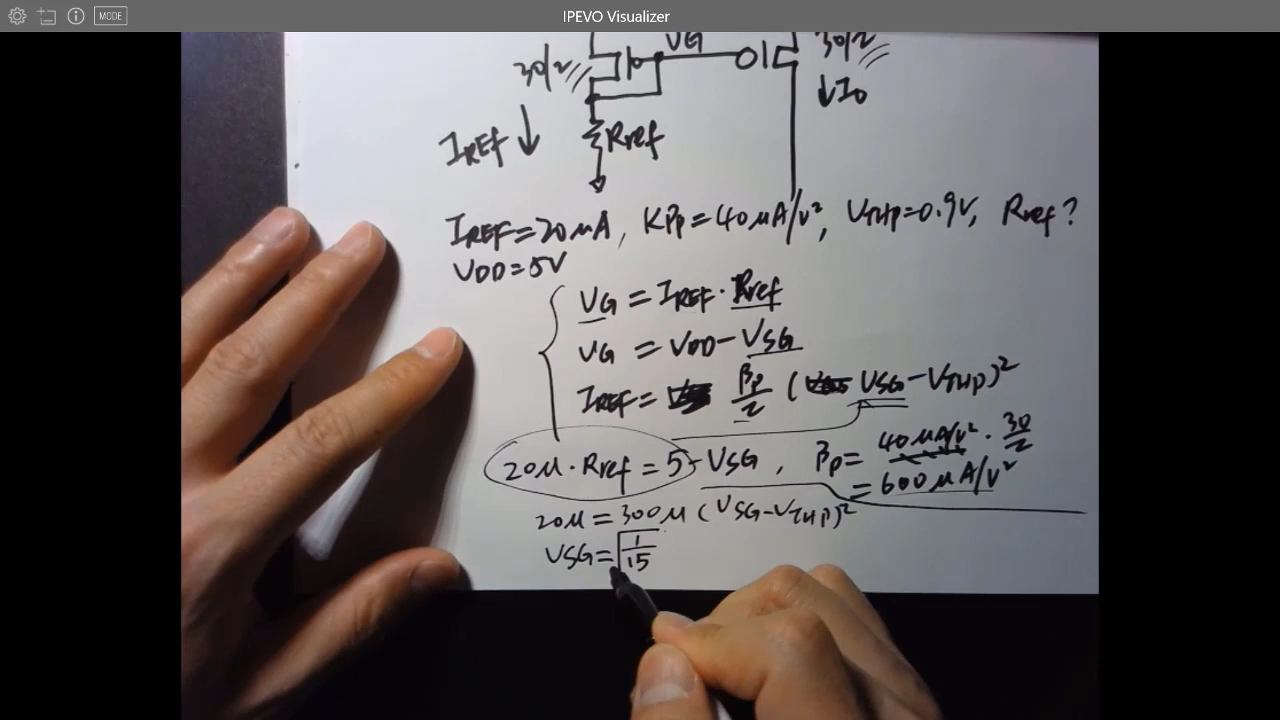 MODE
IPEVO Visualizer
VG
30/2
30/2
IREF
Rref
IO
IREF=20μA, KPp=40μA/V², VTHP=0.9V, Rref?
VDD=5V
VG = IREF · Rref
VG = VDD-VSG
IREF = βp/2 (VSG-VTHP)²
20μ·Rref = 5-VSG, βp= 40μA/V² · 30/2
= 600μA/V²
20μ = 300μ (VSG-VTHP)²
VSG= √1/15